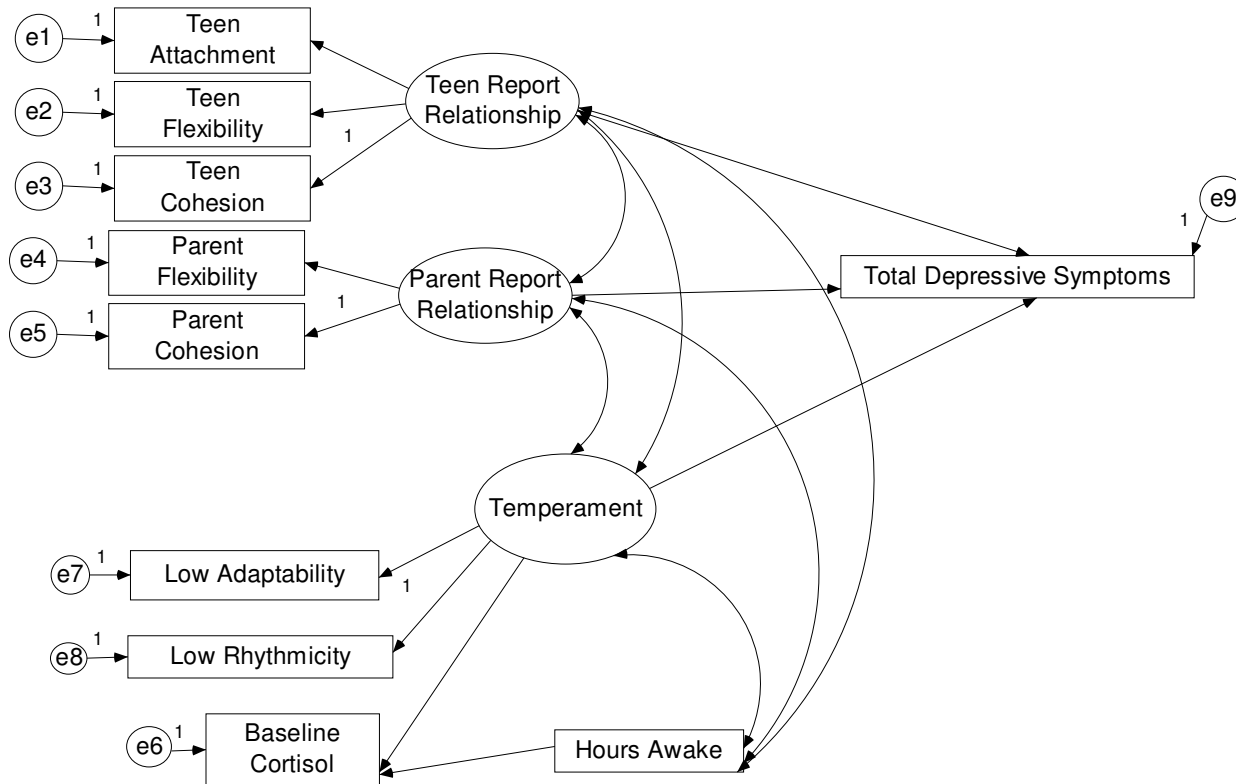 1
e1
Teen
Attachment
1
e2
Teen
Flexibility
1
e3
Teen
Cohesion
1
Teen Report
Relationship
1
e4
Parent
Flexibility
1
e5
Parent
Cohesion
1
Parent Report
Relationship
e9
1
Total Depressive Symptoms
Temperament
1
e7
Low Adaptability
1
1
e8
Low Rhythmicity
1
e6
Baseline
Cortisol
Hours Awake